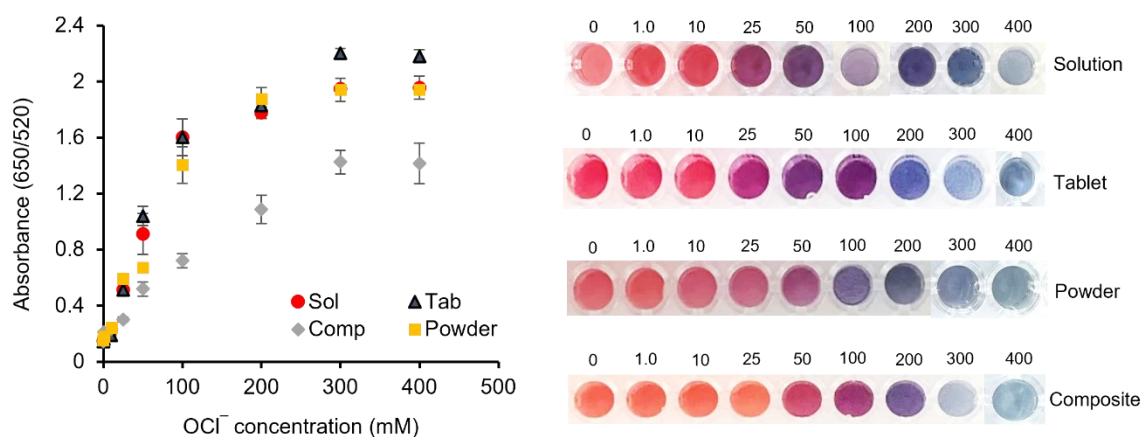 2.4
2
1.6
1.2
0.8
0.4
0
0 100 200 300 400 500
Absorbance (650/520)
OCl⁻ concentration (mM)
Sol Tab
Comp Powder
0 1.0 10 25 50 100 200 300 400
Solution
0 1.0 10 25 50 100 200 300 400
Tablet
0 1.0 10 25 50 100 200 300 400
Powder
0 1.0 10 25 50 100 200 300 400
Composite